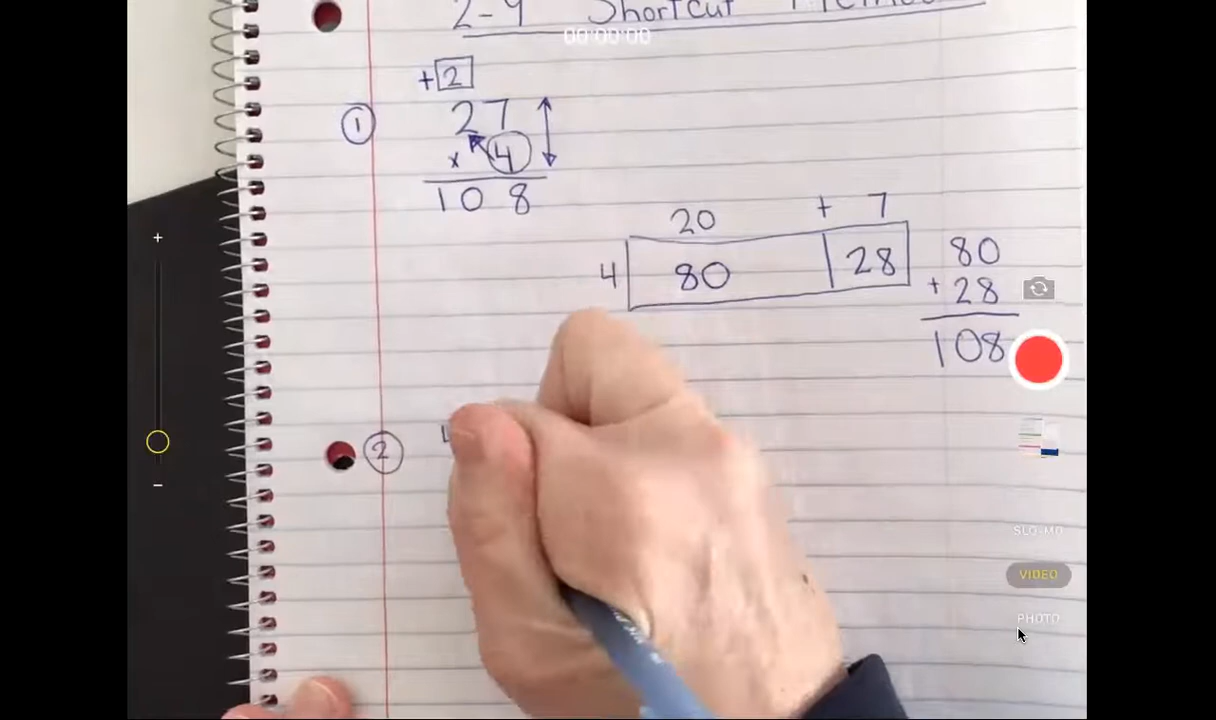 2-4 Shortcut Method
00:00:00
+ 2
1 27
x 4
108
20 + 7
4 80 28
80
+ 28
108
2
SLO-MO
VIDEO
PHOTO